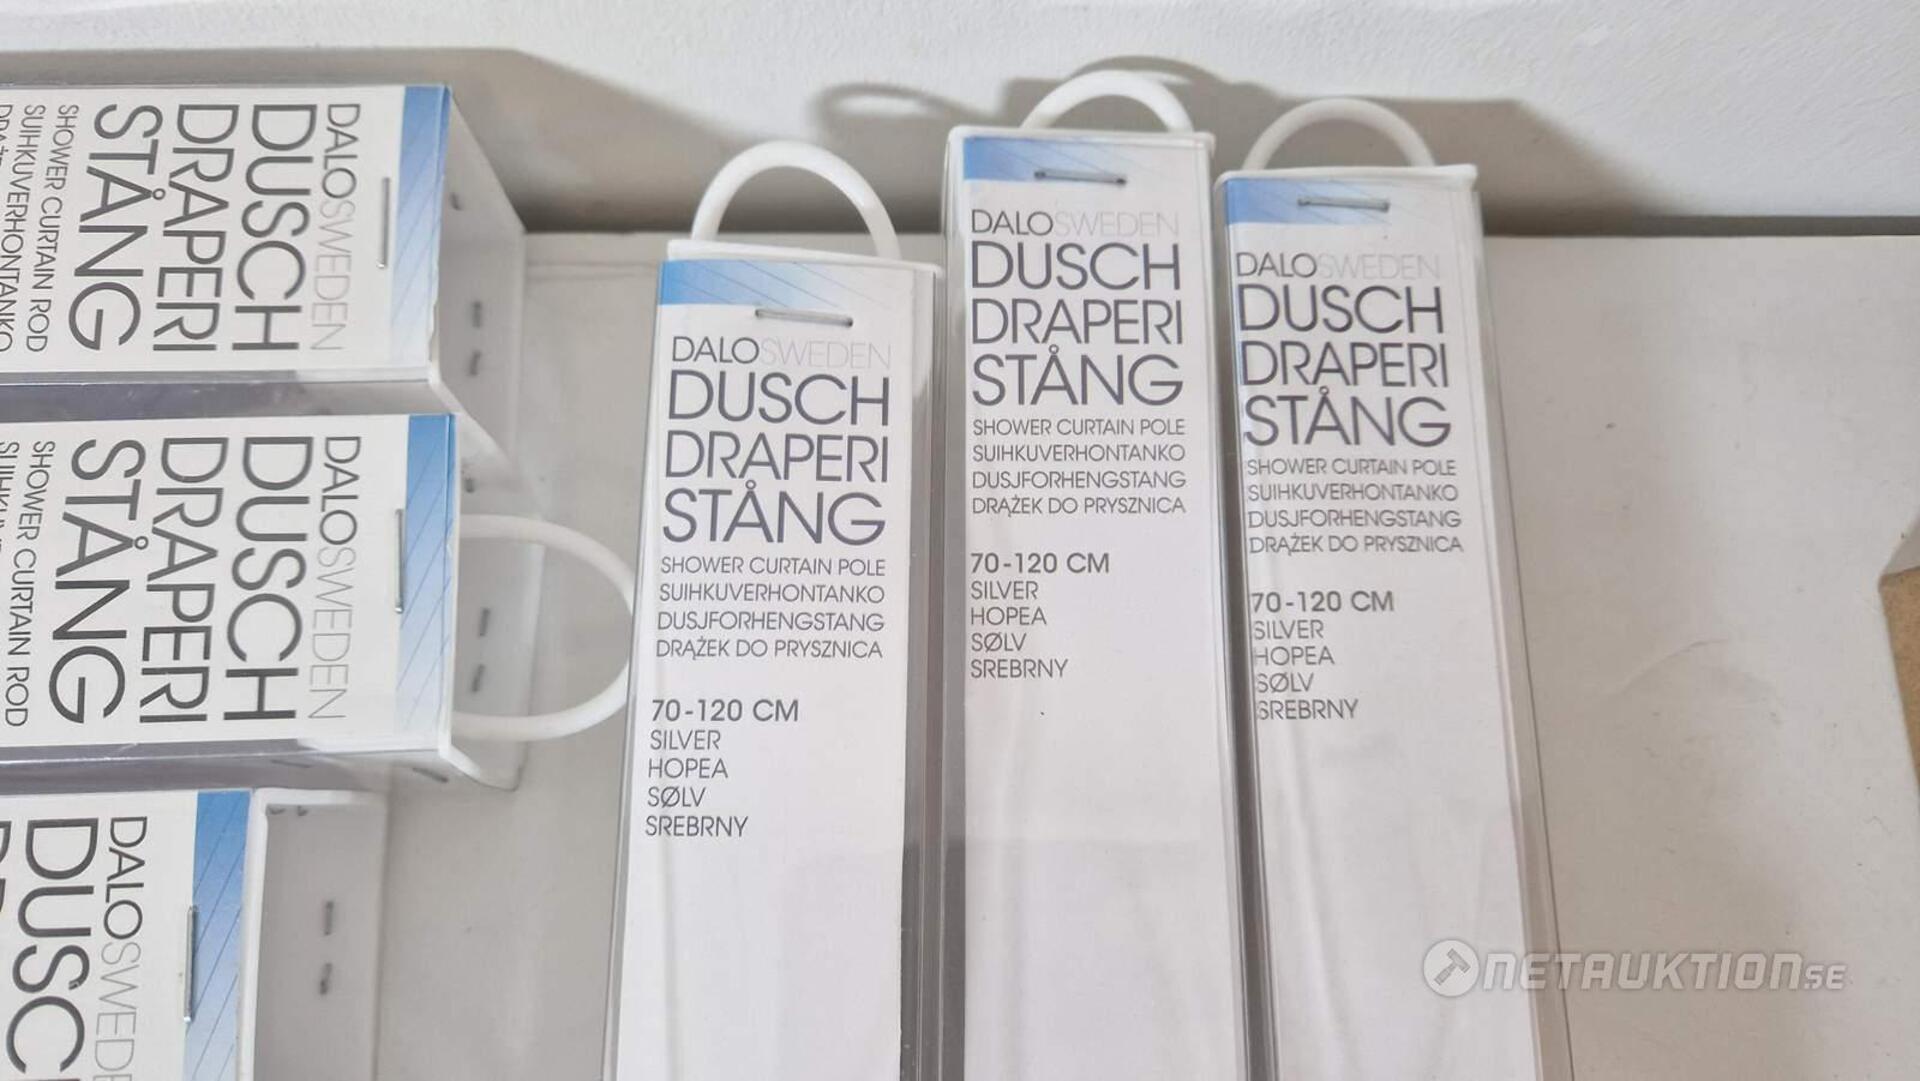 DALOSWEDEN
DUSCH
DRAPERI
STÅNG
SHOWER CURTAIN ROD
SUIHKUVERHONTANKO
DALOSWEDEN
DUSCH
DRAPERI
STÅNG
SHOWER CURTAIN ROD
DALOSWEDE
DUSC
DALOSWEDEN
DUSCH
DRAPERI
STÅNG
SHOWER CURTAIN POLE
SUIHKUVERHONTANKO
DUSJFORHENGSTANG
DRĄŻEK DO PRYSZNICA
70-120 CM
SILVER
HOPEA
SØLV
SREBRNY
DALOSWEDEN
DUSCH
DRAPERI
STÅNG
SHOWER CURTAIN POLE
SUIHKUVERHONTANKO
DUSJFORHENGSTANG
DRĄŻEK DO PRYSZNICA
70-120 CM
SILVER
HOPEA
SØLV
SREBRNY
DALOSWEDEN
DUSCH
DRAPERI
STÅNG
SHOWER CURTAIN POLE
SUIHKUVERHONTANKO
DUSJFORHENGSTANG
DRĄŻEK DO PRYSZNICA
70-120 CM
SILVER
HOPEA
SØLV
SREBRNY
NETAUKTION.SE